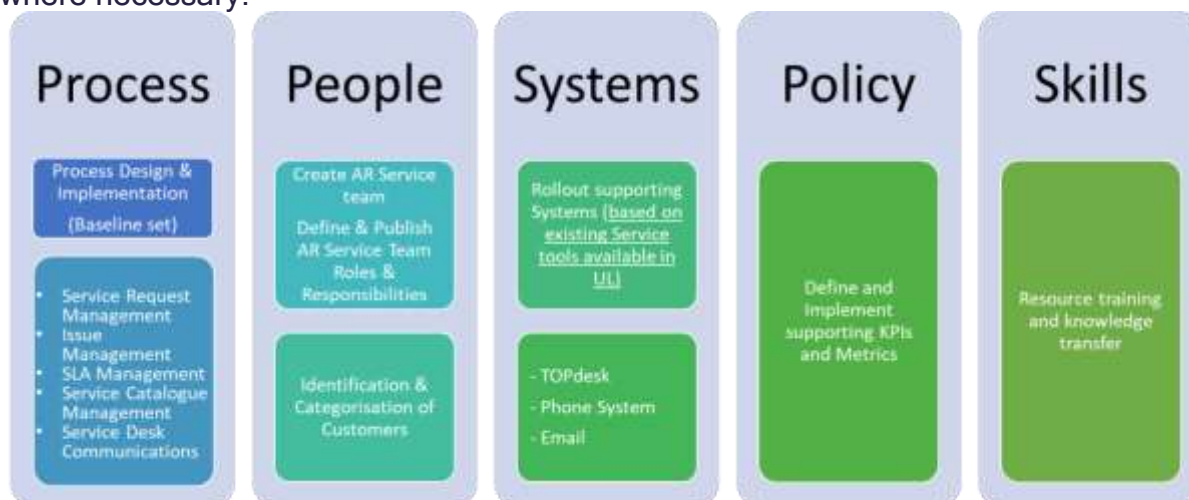 where necessary.
Process
Process Design &
Implementation
(Baseline set)
• Service Request
Management
• Issue
Management
• SLA Management
• Service Catalogue
Management
• Service Desk
Communications
People
Create AR Service
team
Define & Publish
AR Service Team
Roles &
Responsibilities
Identification &
Categorisation of
Customers
Systems
Rollout supporting
Systems (based on
existing Service
tools available in
UL)
- TOPdesk
- Phone System
- Email
Policy
Define and
Implement
supporting KPIs
and Metrics
Skills
Resource training
and knowledge
transfer